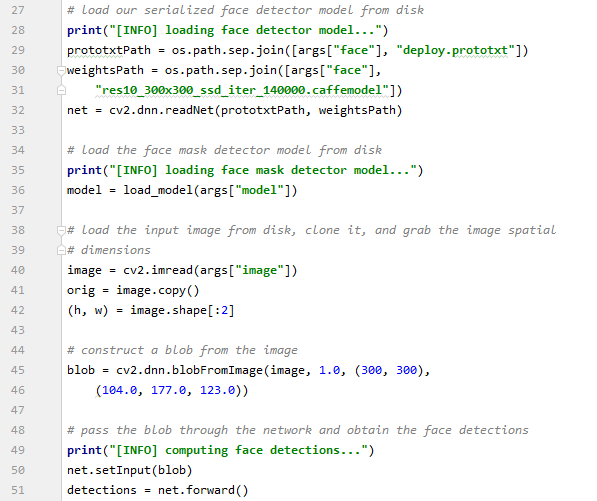 27 # load our serialized face detector model from disk
28 print("[INFO] loading face detector model...")
29 prototxtPath = os.path.sep.join([args["face"], "deploy.prototxt"])
30 weightsPath = os.path.sep.join([args["face"],
31     "res10_300x300_ssd_iter_140000.caffemodel"])
32 net = cv2.dnn.readNet(prototxtPath, weightsPath)
33
34 # load the face mask detector model from disk
35 print("[INFO] loading face mask detector model...")
36 model = load_model(args["model"])
37
38 # load the input image from disk, clone it, and grab the image spatial
39 # dimensions
40 image = cv2.imread(args["image"])
41 orig = image.copy()
42 (h, w) = image.shape[:2]
43
44 # construct a blob from the image
45 blob = cv2.dnn.blobFromImage(image, 1.0, (300, 300),
46     (104.0, 177.0, 123.0))
47
48 # pass the blob through the network and obtain the face detections
49 print("[INFO] computing face detections...")
50 net.setInput(blob)
51 detections = net.forward()